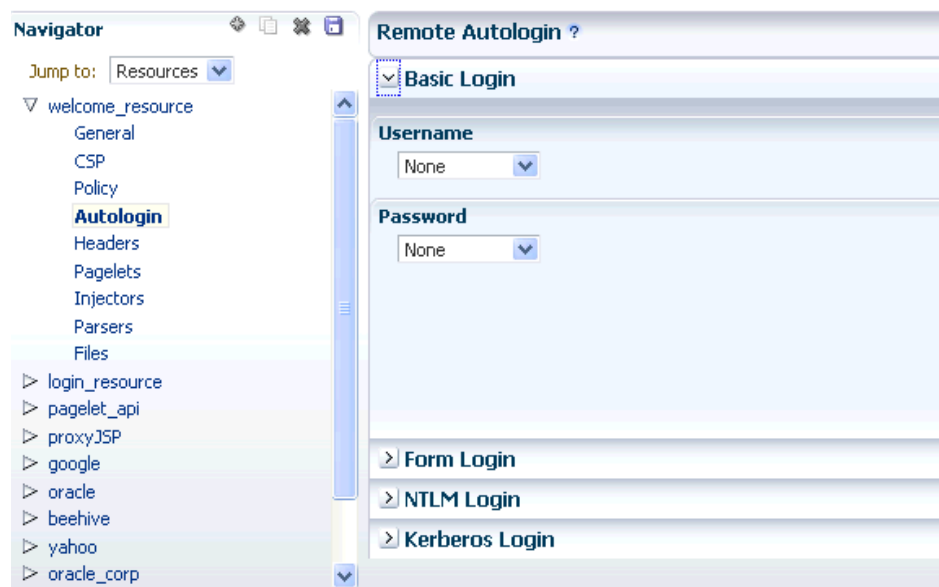 Navigator
Jump to: Resources
welcome_resource
General
CSP
Policy
Autologin
Headers
Pagelets
Injectors
Parsers
Files
login_resource
pagelet_api
proxyJSP
google
oracle
beehive
yahoo
oracle_corp
Remote Autologin ?
Basic Login
Username
None
Password
None
Form Login
NTLM Login
Kerberos Login